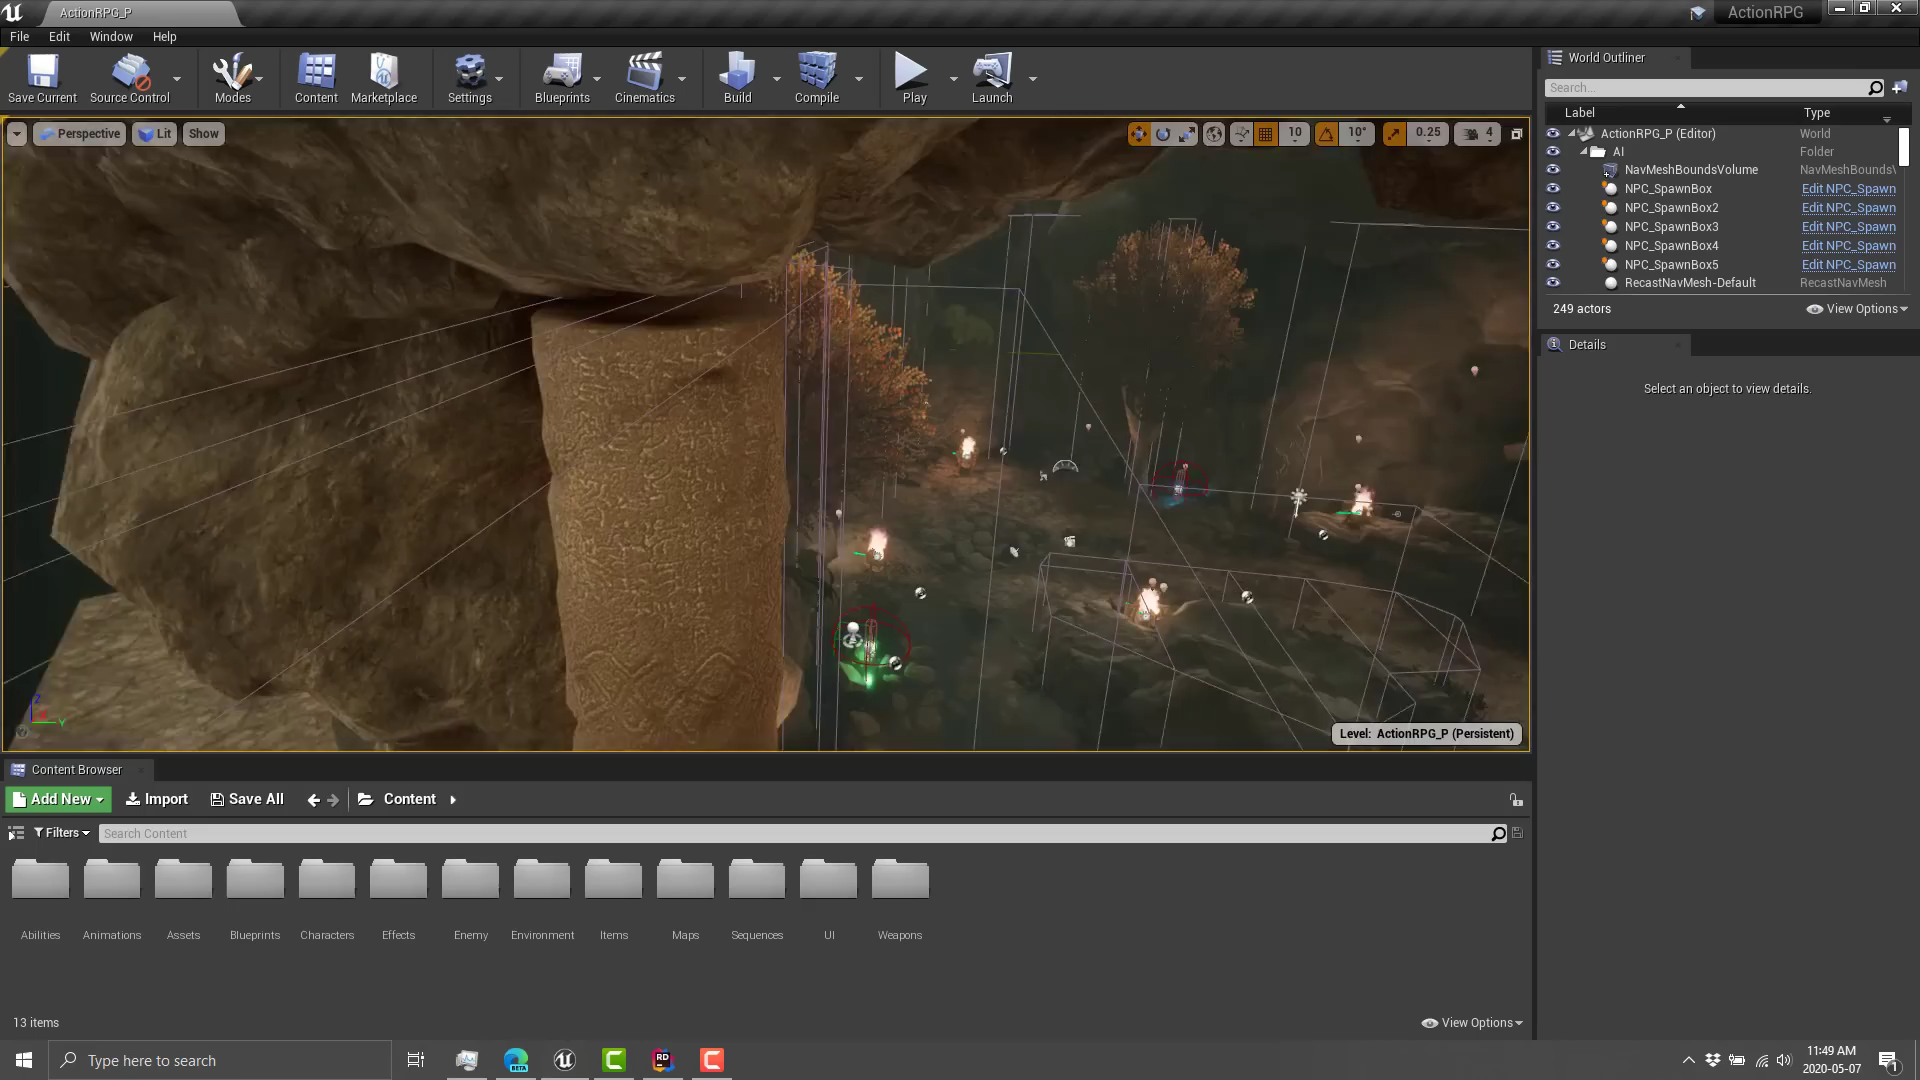 ActionRPG_P
ActionRPG
File Edit Window Help
Save Current Source Control Modes Content Marketplace Settings Blueprints Cinematics Build Compile Play Launch
World Outliner
Search...
Label Type
Perspective Lit Show
10 10° 0.25 4
ActionRPG_P (Editor) World
AI Folder
NavMeshBoundsVolume NavMeshBounds
NPC_SpawnBox Edit NPC_Spawn
NPC_SpawnBox2 Edit NPC_Spawn
NPC_SpawnBox3 Edit NPC_Spawn
NPC_SpawnBox4 Edit NPC_Spawn
NPC_SpawnBox5 Edit NPC_Spawn
RecastNavMesh-Default RecastNavMesh
249 actors View Options
Details
Select an object to view details.
Z
Y
Level: ActionRPG_P (Persistent)
Content Browser
Add New Import Save All Content
Filters Search Content
Abilities Animations Assets Blueprints Characters Effects Enemy Environment Items Maps Sequences UI Weapons
13 items View Options
Type here to search
BETA
RD
11:49 AM
2020-05-07
1